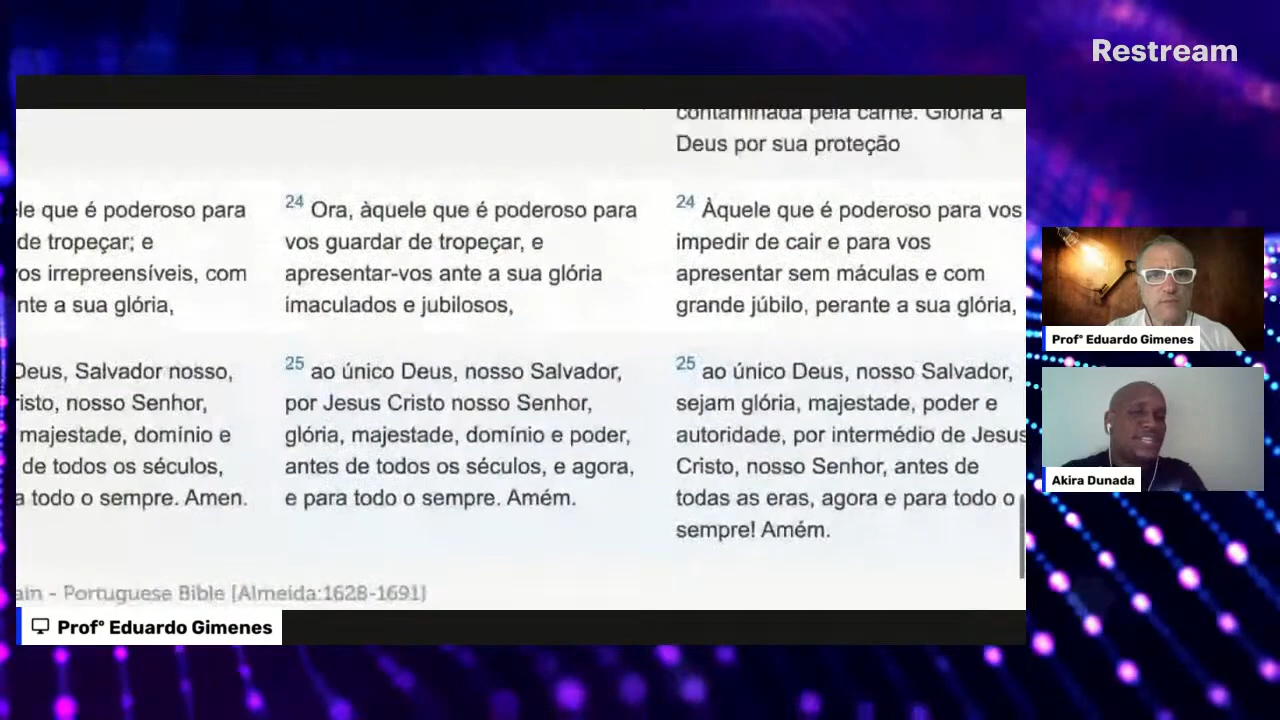 Restream
contaminada pela carne. Glória a
Deus por sua proteção
ele que é poderoso para
de tropeçar; e
vos irrepreensíveis, com
nte a sua glória,
24 Ora, àquele que é poderoso para
vos guardar de tropeçar, e
apresentar-vos ante a sua glória
imaculados e jubilosos,
24 Àquele que é poderoso para vos
impedir de cair e para vos
apresentar sem máculas e com
grande júbilo, perante a sua glória,
Deus, Salvador nosso,
risto, nosso Senhor,
majestade, domínio e
de todos os séculos,
a todo o sempre. Amen.
25 ao único Deus, nosso Salvador,
por Jesus Cristo nosso Senhor,
glória, majestade, domínio e poder,
antes de todos os séculos, e agora,
e para todo o sempre. Amém.
25 ao único Deus, nosso Salvador,
sejam glória, majestade, poder e
autoridade, por intermédio de Jesus
Cristo, nosso Senhor, antes de
todas as eras, agora e para todo o
sempre! Amém.
ain - Portuguese Bible [Almeida:1628-1691]
Profº Eduardo Gimenes
Profº Eduardo Gimenes
Akira Dunada